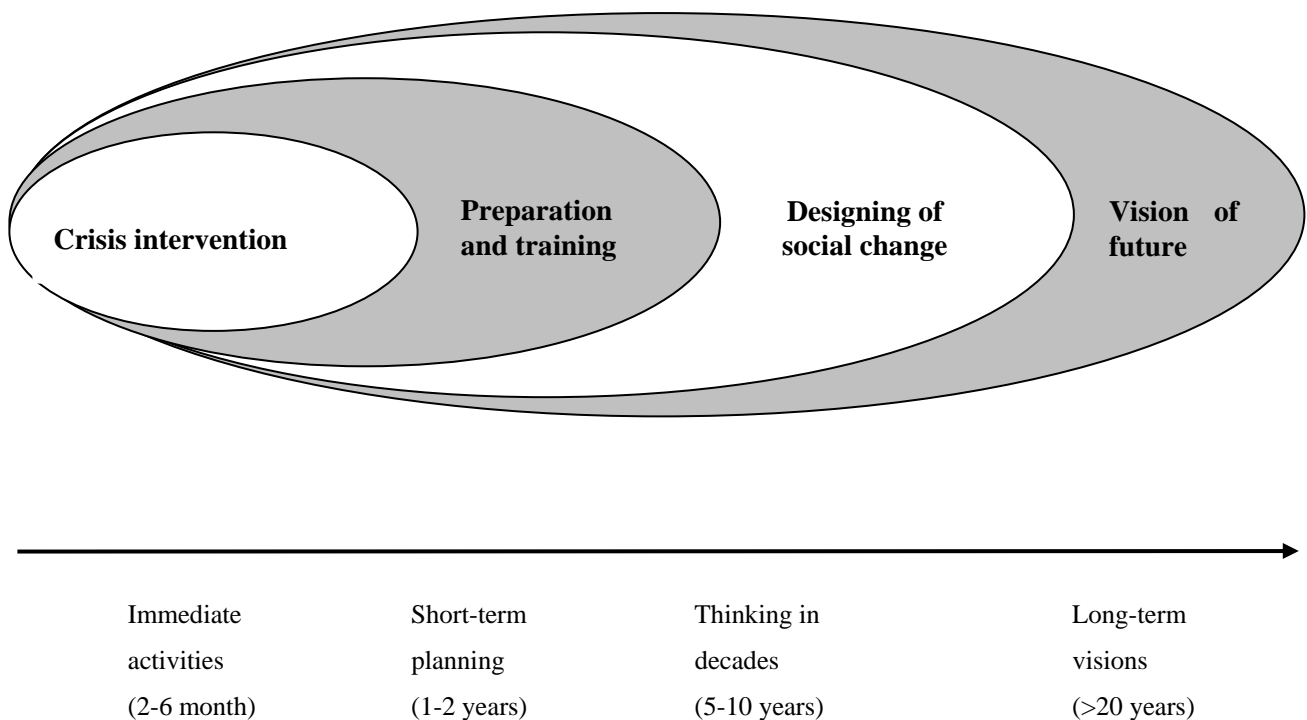 Crisis intervention
Preparation
and training
Designing of
social change
Vision of
future
Immediate
activities
(2-6 month)
Short-term
planning
(1-2 years)
Thinking in
decades
(5-10 years)
Long-term
visions
(>20 years)